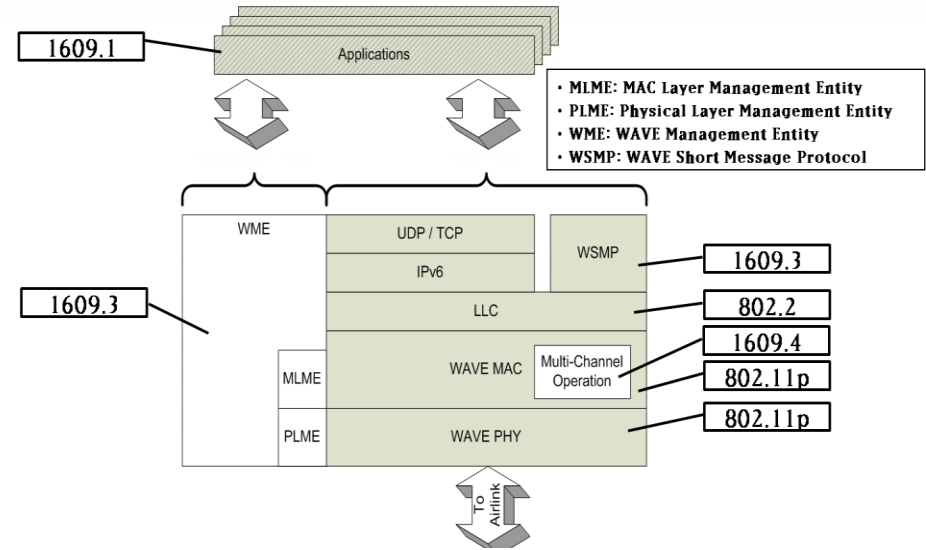 1609.1
Applications
· MLME: MAC Layer Management Entity
· PLME: Physical Layer Management Entity
· WME: WAVE Management Entity
· WSMP: WAVE Short Message Protocol
WME
UDP / TCP
WSMP
IPv6
1609.3
1609.3
LLC
802.2
1609.4
MLME
WAVE MAC
Multi-Channel
Operation
802.11p
PLME
WAVE PHY
802.11p
To
Airlink